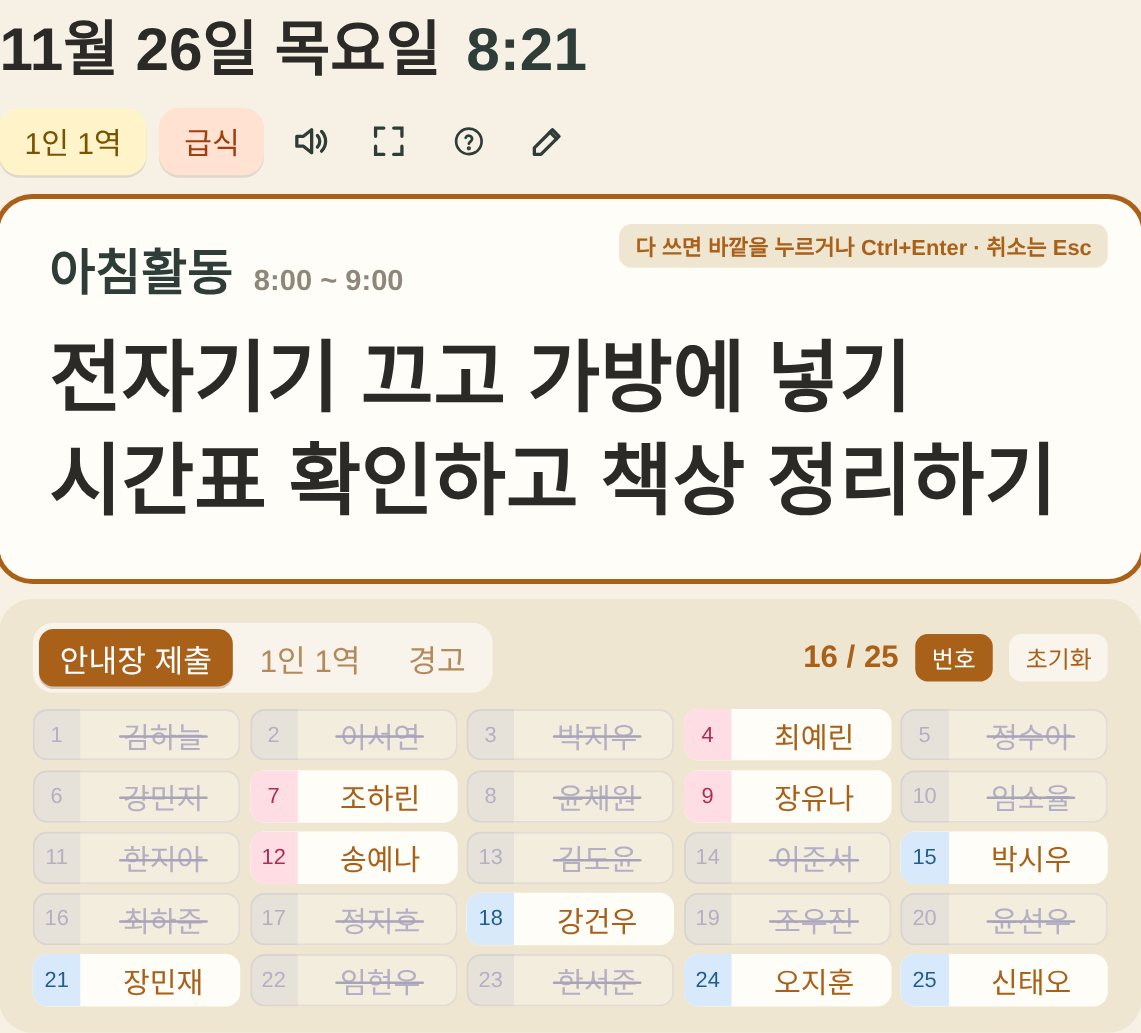 11월 26일 목요일 8:21
1인 1역 급식
아침활동 8:00 ~ 9:00 다 쓰면 바깥을 누르거나 Ctrl+Enter · 취소는 Esc
전자기기 끄고 가방에 넣기
시간표 확인하고 책상 정리하기
안내장 제출 1인 1역 경고 16 / 25 번호 초기화
1 김하늘 2 이서연 3 박지우 4 최예린 5 정수아
6 강민지 7 조하린 8 윤채원 9 장유나 10 임소율
11 한지아 12 송예나 13 김도윤 14 이준서 15 박시우
16 최하준 17 정지호 18 강건우 19 조우진 20 윤선우
21 장민재 22 임현우 23 한서준 24 오지훈 25 신태오